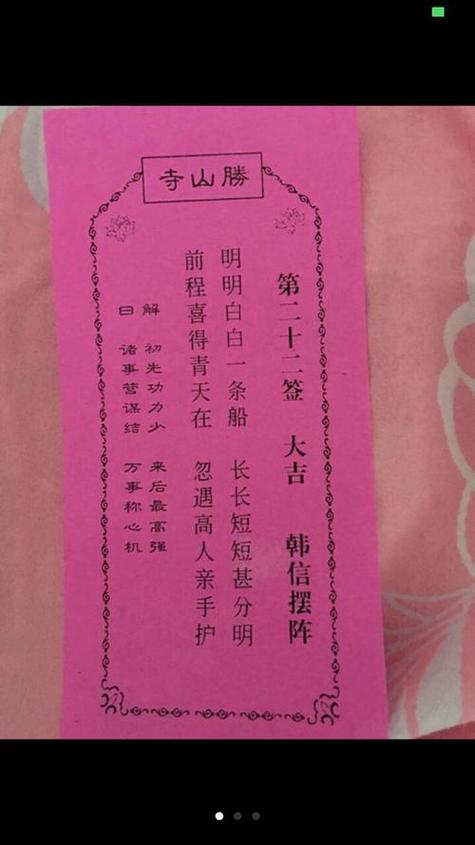 勝山寺
第二十二签 大吉 韩信摆阵
明明白白一条船 长长短短甚分明
前程喜得青天在 忽遇高人亲手护
解 初先功力少 来后最高强
曰 诸事营谋结 万事称心机